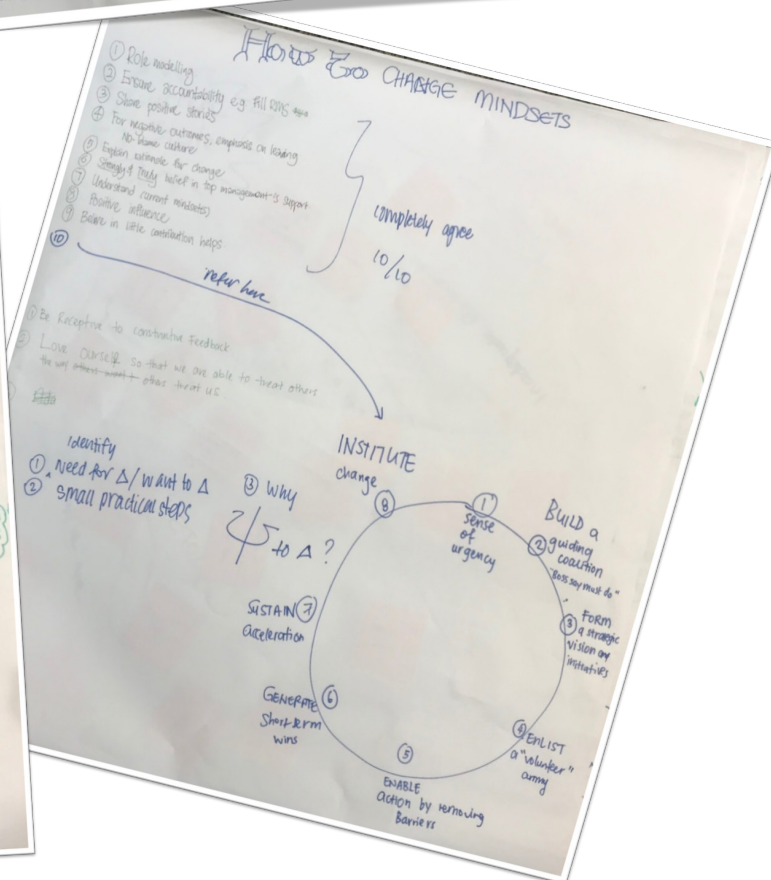 How To CHANGE MINDSETS
① Role modelling
② Ensure accountability e.g. Fill RMS
③ Share positive stories
④ For negative outcomes, emphasis on learning
No-blame culture
⑤ Explain rationale for change
⑥ Strongly & truly belief in top management's support
⑦ Understand current mindset(s)
⑧ Positive influence
⑨ Believe in little contribution helps
⑩
completely agree
10/10
refer here
① Be Receptive to constructive Feedback
② Love ourself so that we are able to treat others
the way others treat us
Identify
① Need for Δ / want to Δ
② small practical steps
③ Why
Ψ to Δ ?
INSTITUTE
change
⑧
①
sense
of
urgency
BUILD a
② guiding
coalition
"Boss say must do"
③ FORM
a strategic
vision and
initiatives
④ ENLIST
a "volunteer"
army
⑤
ENABLE
action by removing
Barriers
GENERATE ⑥
Short term
wins
SUSTAIN ⑦
acceleration